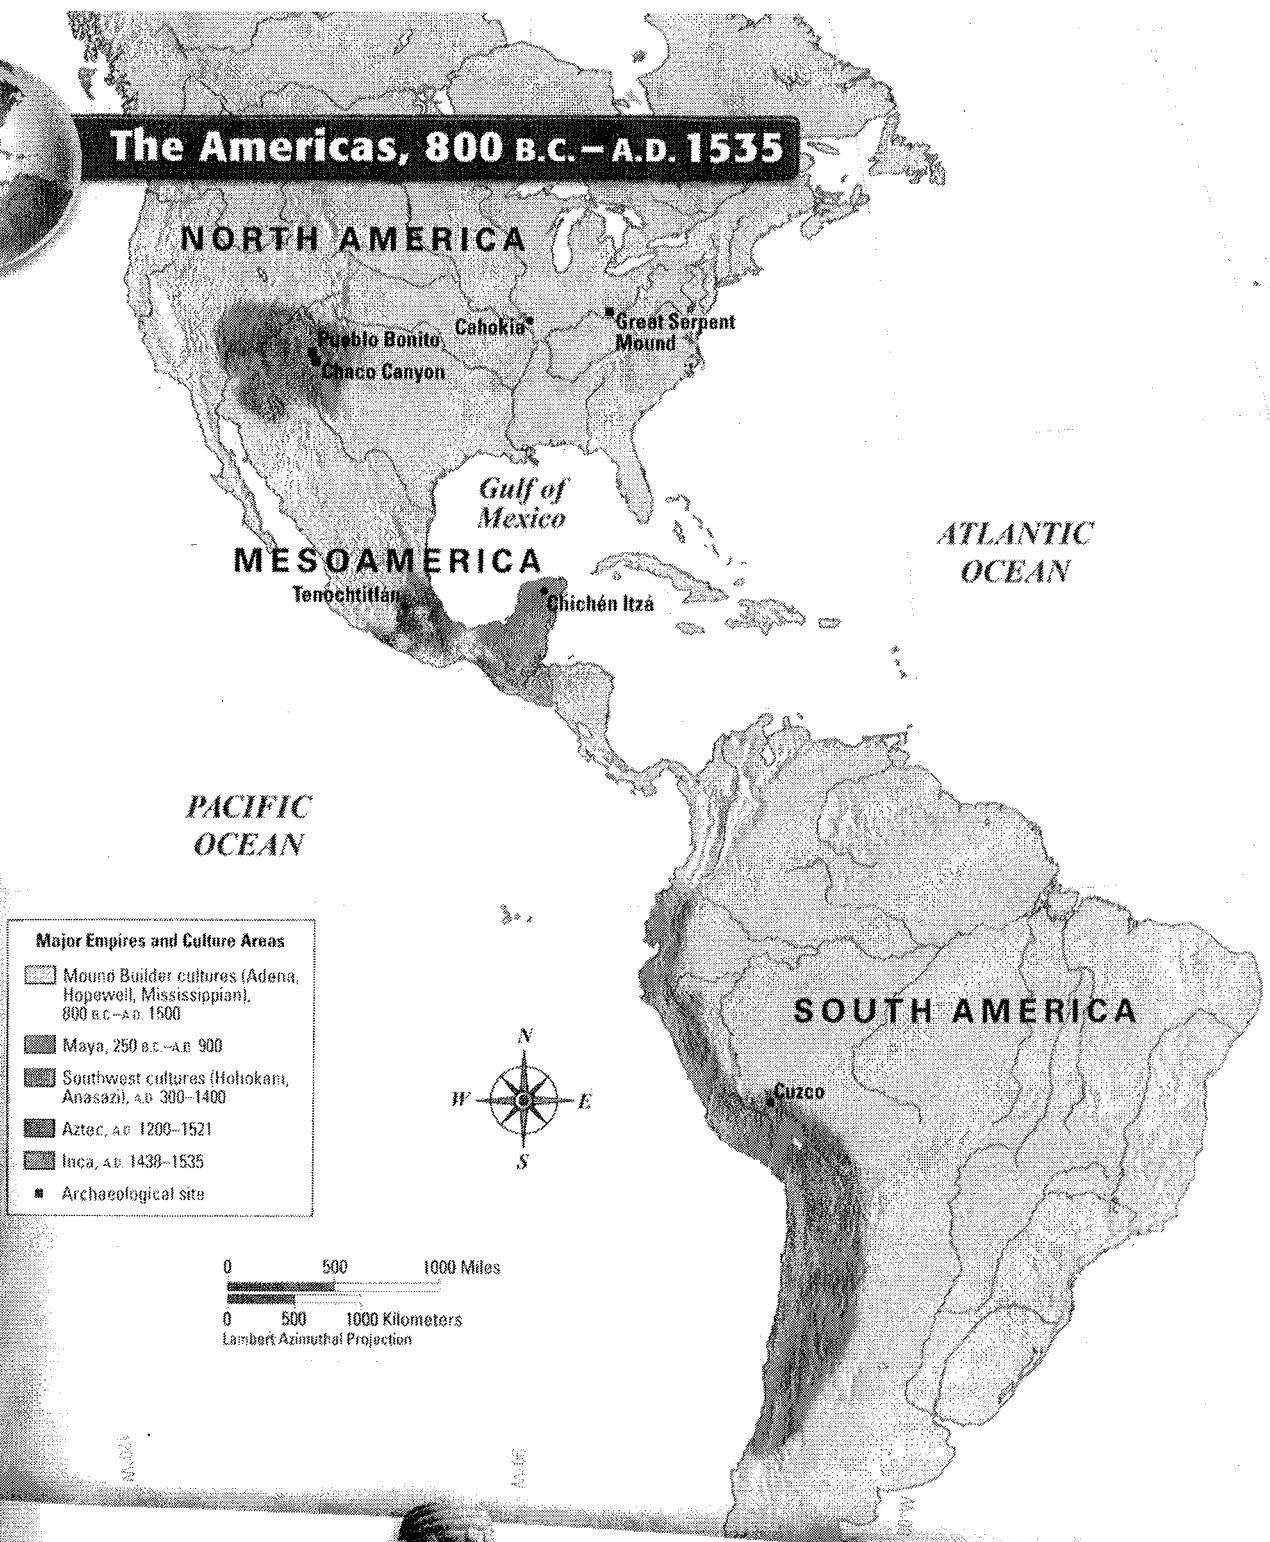 The Americas, 800 B.C.–A.D. 1535
NORTH AMERICA
Cahokia
Great Serpent
Mound
Pueblo Bonito
Chaco Canyon
Gulf of
Mexico
ATLANTIC
OCEAN
MESOAMERICA
Tenochtitlán
Chichén Itzá
PACIFIC
OCEAN
SOUTH AMERICA
Cuzco
Major Empires and Culture Areas
Mound Builder cultures (Adena,
Hopewell, Mississippian),
800 B.C.–A.D. 1500
Maya, 250 B.C.–A.D. 900
Southwest cultures (Hohokam,
Anasazi), A.D. 300–1400
Aztec, A.D. 1200–1521
Inca, A.D. 1438–1535
Archaeological site
N
W E
S
0 500 1000 Miles
0 500 1000 Kilometers
Lambert Azimuthal Projection
120°W
90°W